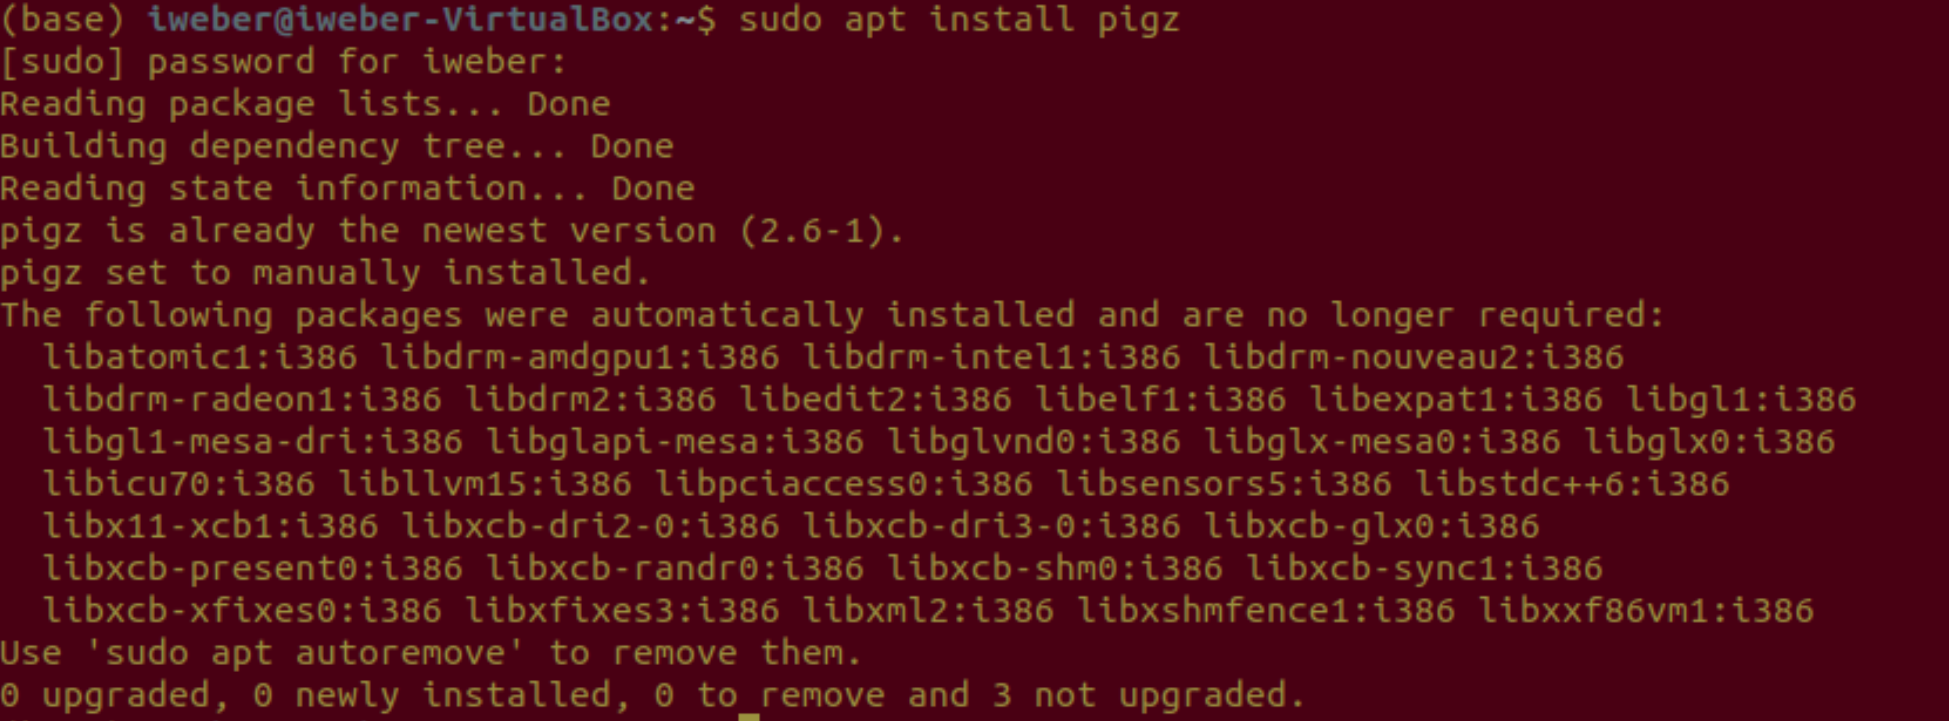 (base) iweber@iweber-VirtualBox:~$ sudo apt install pigz
[sudo] password for iweber:
Reading package lists... Done
Building dependency tree... Done
Reading state information... Done
pigz is already the newest version (2.6-1).
pigz set to manually installed.
The following packages were automatically installed and are no longer required:
  libatomic1:i386 libdrm-amdgpu1:i386 libdrm-intel1:i386 libdrm-nouveau2:i386
  libdrm-radeon1:i386 libdrm2:i386 libedit2:i386 libelf1:i386 libexpat1:i386 libgl1:i386
  libgl1-mesa-dri:i386 libglapi-mesa:i386 libglvnd0:i386 libglx-mesa0:i386 libglx0:i386
  libicu70:i386 libllvm15:i386 libpciaccess0:i386 libsensors5:i386 libstdc++6:i386
  libx11-xcb1:i386 libxcb-dri2-0:i386 libxcb-dri3-0:i386 libxcb-glx0:i386
  libxcb-present0:i386 libxcb-randr0:i386 libxcb-shm0:i386 libxcb-sync1:i386
  libxcb-xfixes0:i386 libxfixes3:i386 libxml2:i386 libxshmfence1:i386 libxxf86vm1:i386
Use 'sudo apt autoremove' to remove them.
0 upgraded, 0 newly installed, 0 to remove and 3 not upgraded.